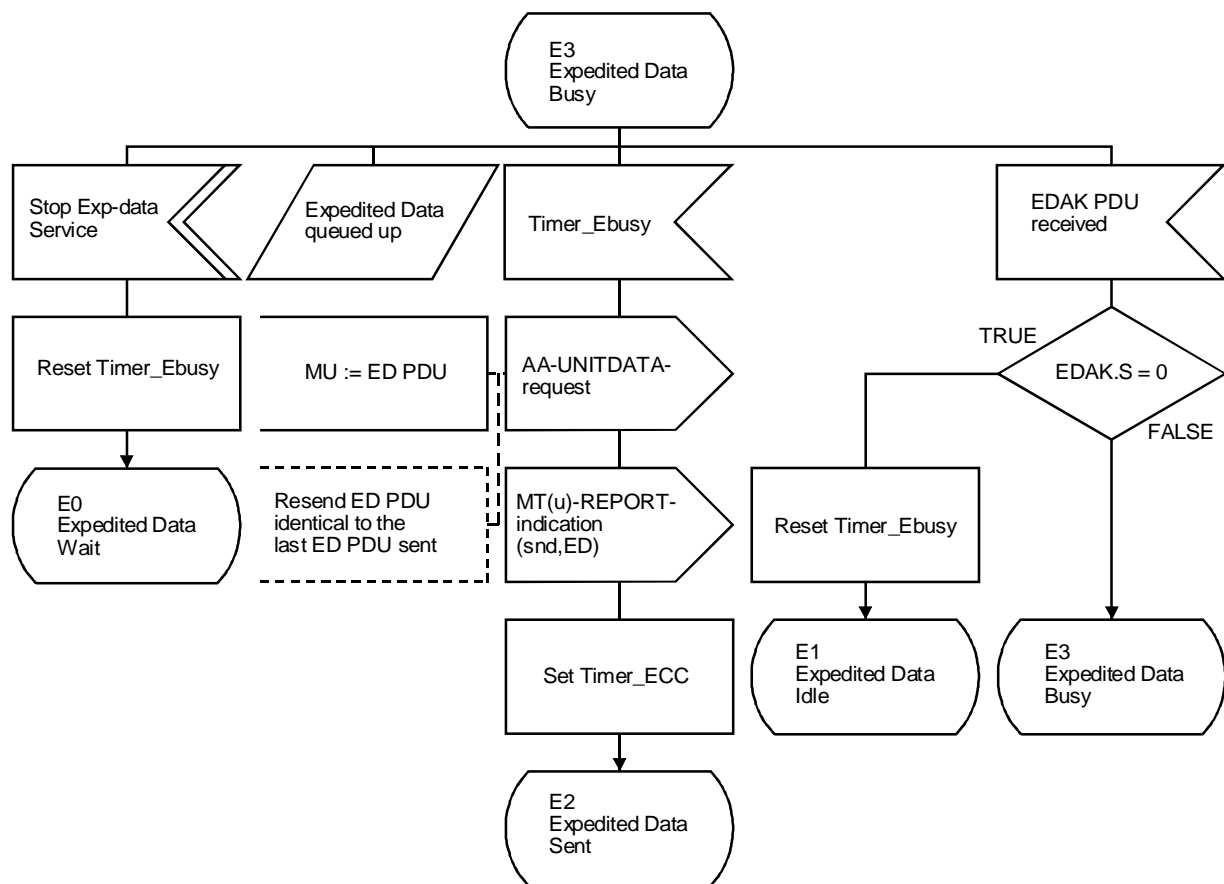 E3
Expedited Data
Busy
Stop Exp-data
Service
Expedited Data
queued up
Timer_Ebusy
EDAK PDU
received
Reset Timer_Ebusy
MU := ED PDU
AA-UNITDATA-
request
TRUE
EDAK.S = 0
FALSE
E0
Expedited Data
Wait
Resend ED PDU
identical to the
last ED PDU sent
MT(u)-REPORT-
indication
(snd,ED)
Reset Timer_Ebusy
Set Timer_ECC
E1
Expedited Data
Idle
E3
Expedited Data
Busy
E2
Expedited Data
Sent